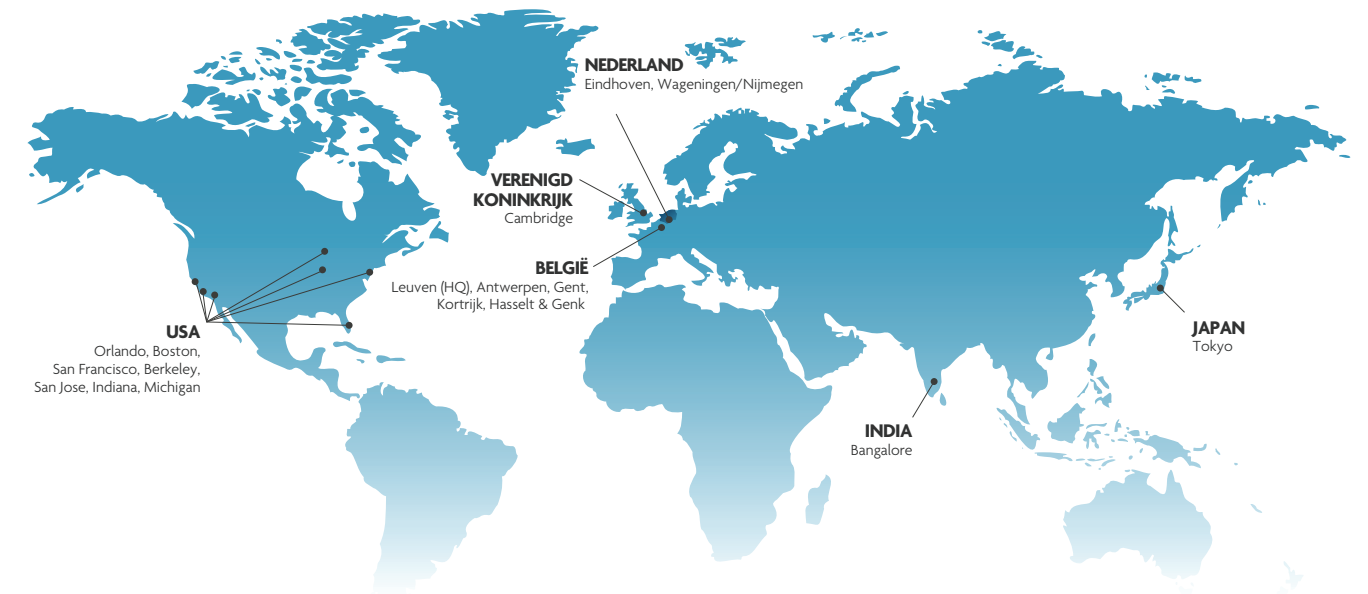 NEDERLAND
Eindhoven, Wageningen/Nijmegen
VERENIGD
KONINKRIJK
Cambridge
BELGIË
Leuven (HQ), Antwerpen, Gent,
Kortrijk, Hasselt & Genk
USA
Orlando, Boston,
San Francisco, Berkeley,
San Jose, Indiana, Michigan
JAPAN
Tokyo
INDIA
Bangalore